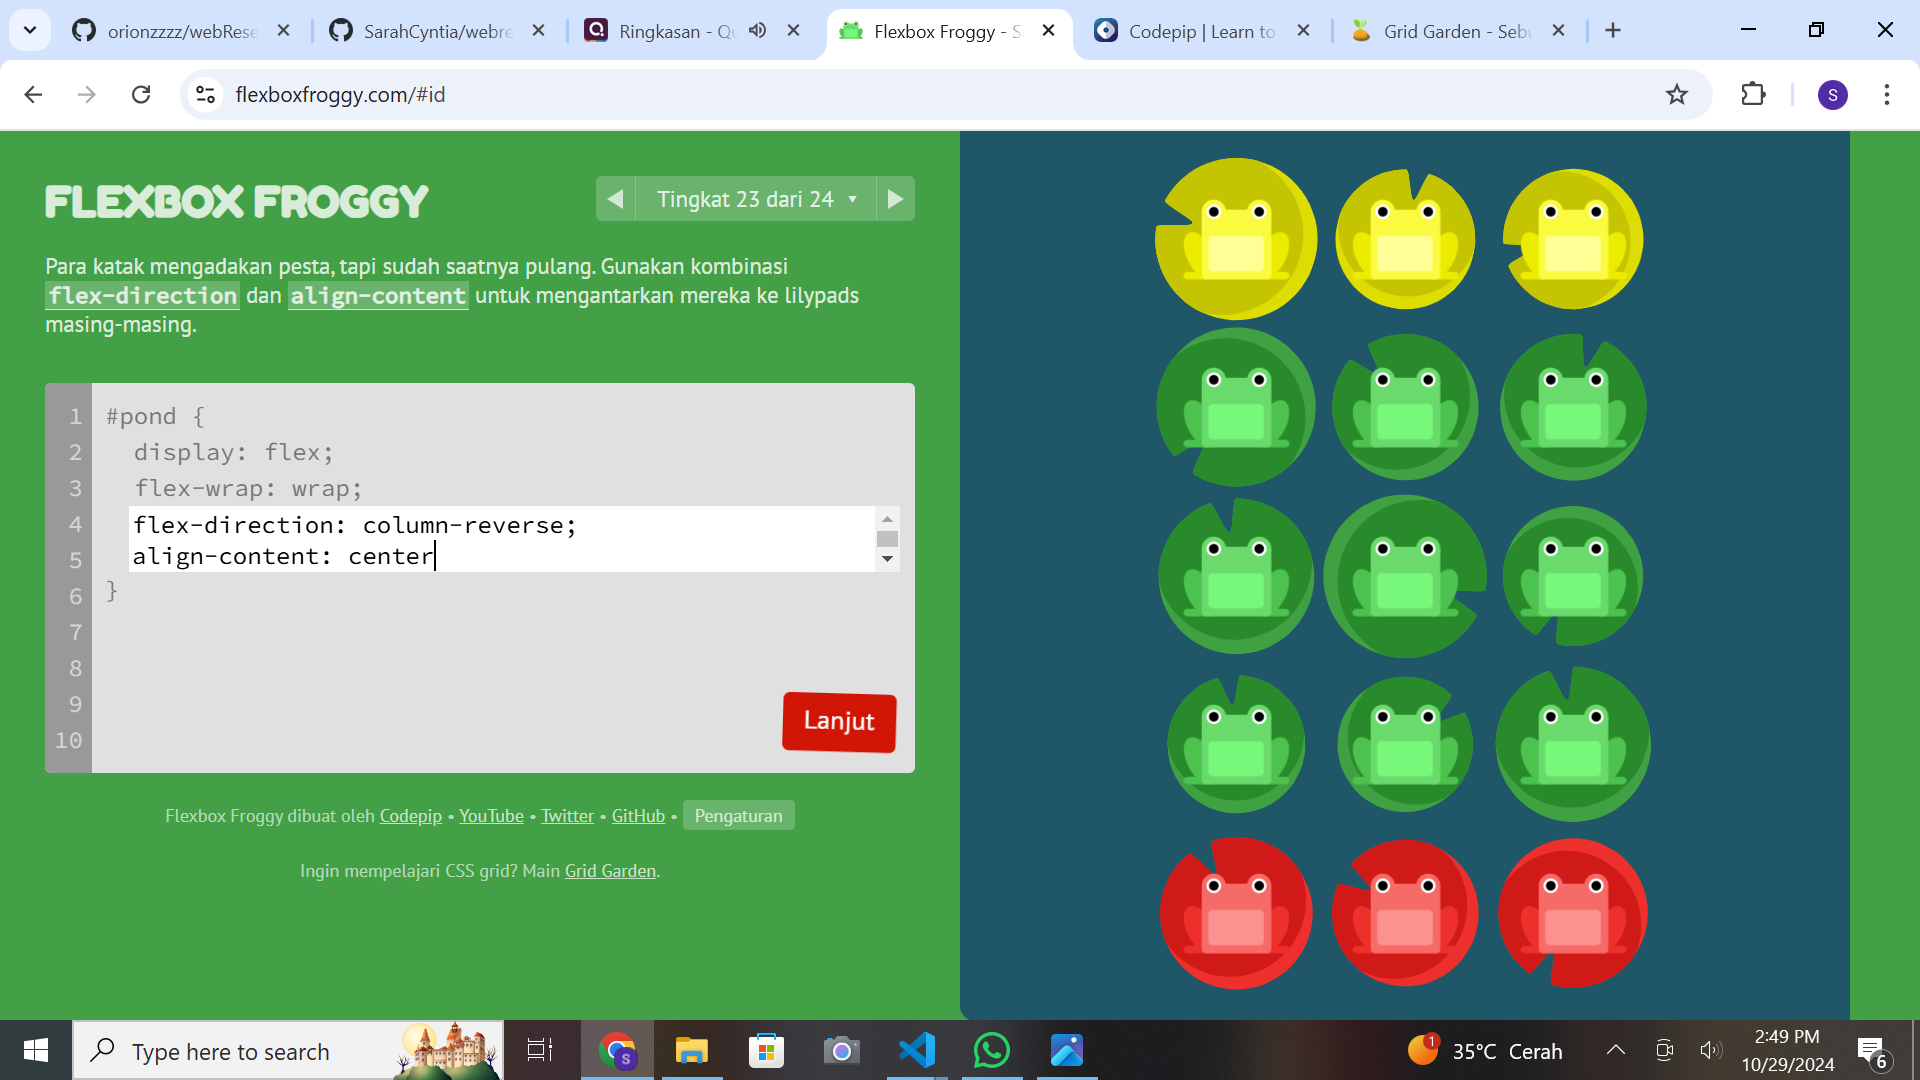 orionzzzz/webRese
SarahCyntia/webre
Ringkasan - Qu
Flexbox Froggy - S
Codepip | Learn to
Grid Garden - Sebu
flexboxfroggy.com/#id
S
FLEXBOX FROGGY
Tingkat 23 dari 24
Para katak mengadakan pesta, tapi sudah saatnya pulang. Gunakan kombinasi
flex-direction dan align-content untuk mengantarkan mereka ke lilypads
masing-masing.
1 #pond {
2 display: flex;
3 flex-wrap: wrap;
4 flex-direction: column-reverse;
5 align-content: center
6 }
7
8
9
10
Lanjut
Flexbox Froggy dibuat oleh Codepip • YouTube • Twitter • GitHub • Pengaturan
Ingin mempelajari CSS grid? Main Grid Garden.
Type here to search
S
1
35°C Cerah
2:49 PM
10/29/2024
6